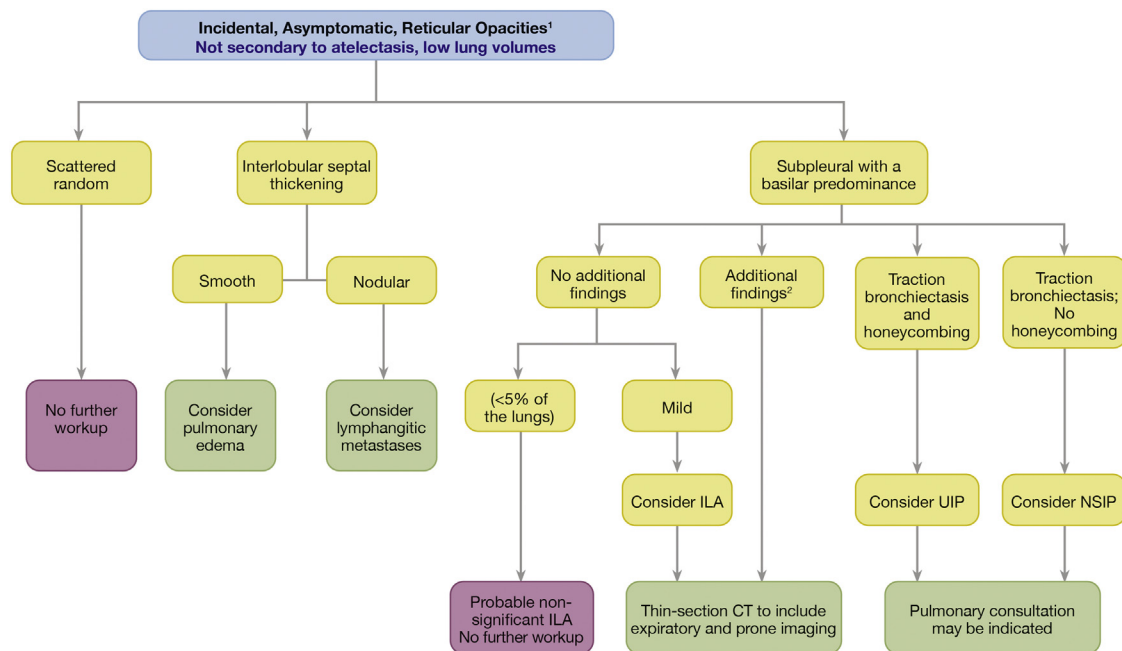 Incidental, Asymptomatic, Reticular Opacities¹
Not secondary to atelectasis, low lung volumes
Scattered
random
Interlobular septal
thickening
Subpleural with a
basilar predominance
Smooth
Nodular
No additional
findings
Additional
findings²
Traction
bronchiectasis
and
honeycombing
Traction
bronchiectasis;
No
honeycombing
No further
workup
Consider
pulmonary
edema
Consider
lymphangitic
metastases
(<5% of
the lungs)
Mild
Consider ILA
Consider UIP
Consider NSIP
Probable non-
significant ILA
No further workup
Thin-section CT to include
expiratory and prone imaging
Pulmonary consultation
may be indicated